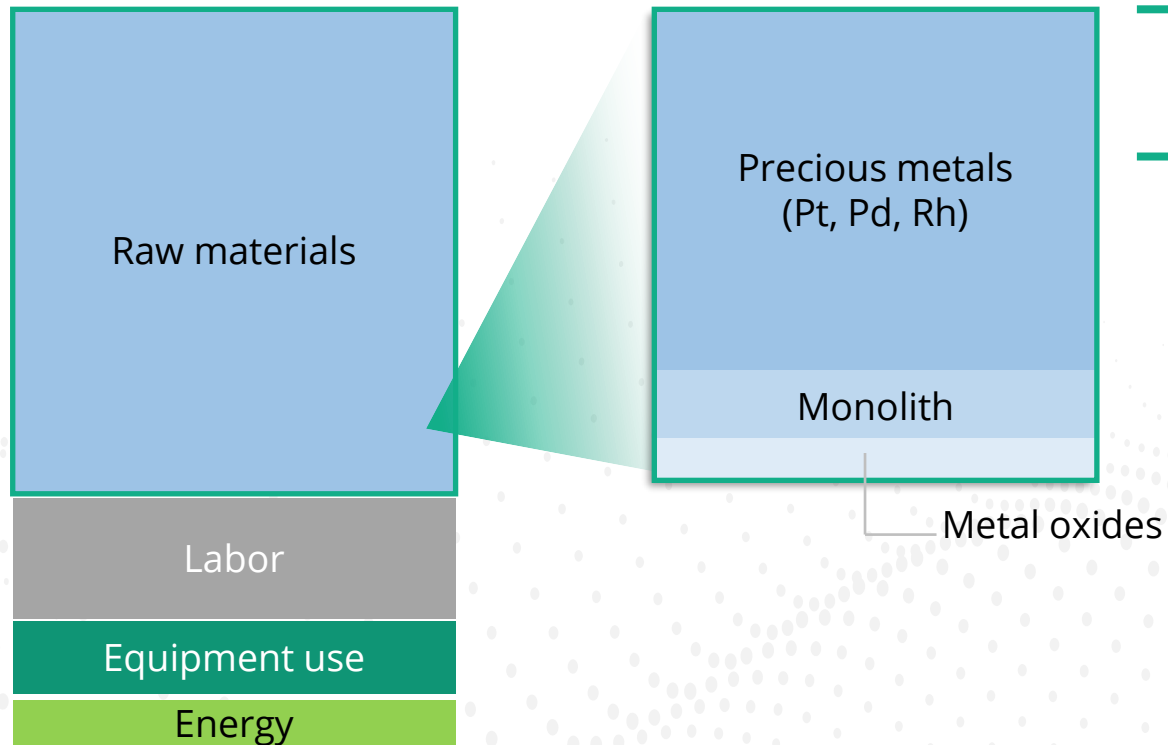 Raw materials
Labor
Equipment use
Energy
Precious metals
(Pt, Pd, Rh)
Monolith
Metal oxides